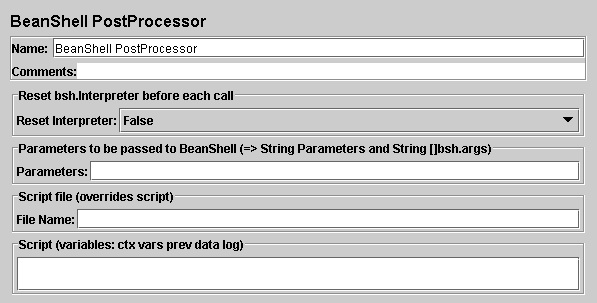 BeanShell PostProcessor
Name: BeanShell PostProcessor
Comments:
Reset bsh.Interpreter before each call
Reset Interpreter: False
Parameters to be passed to BeanShell (=> String Parameters and String []bsh.args)
Parameters:
Script file (overrides script)
File Name:
Script (variables: ctx vars prev data log)